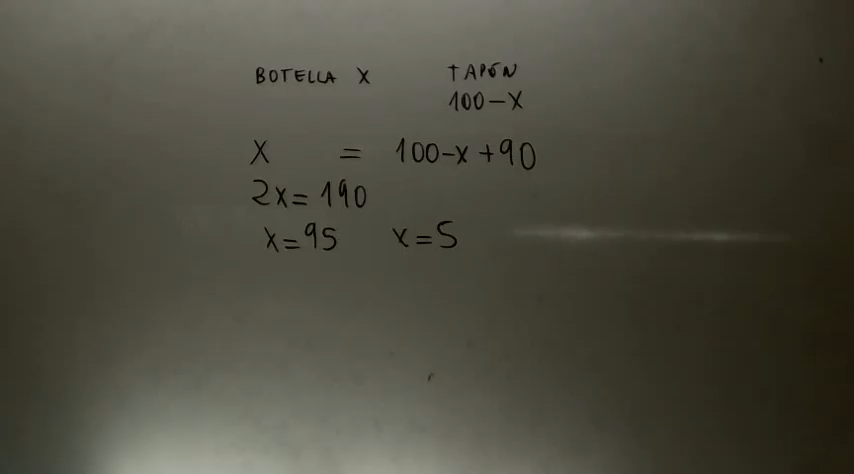 BOTELLA X TAPÓN
100-X
X = 100-x+90
2x=190
x=95 x=5